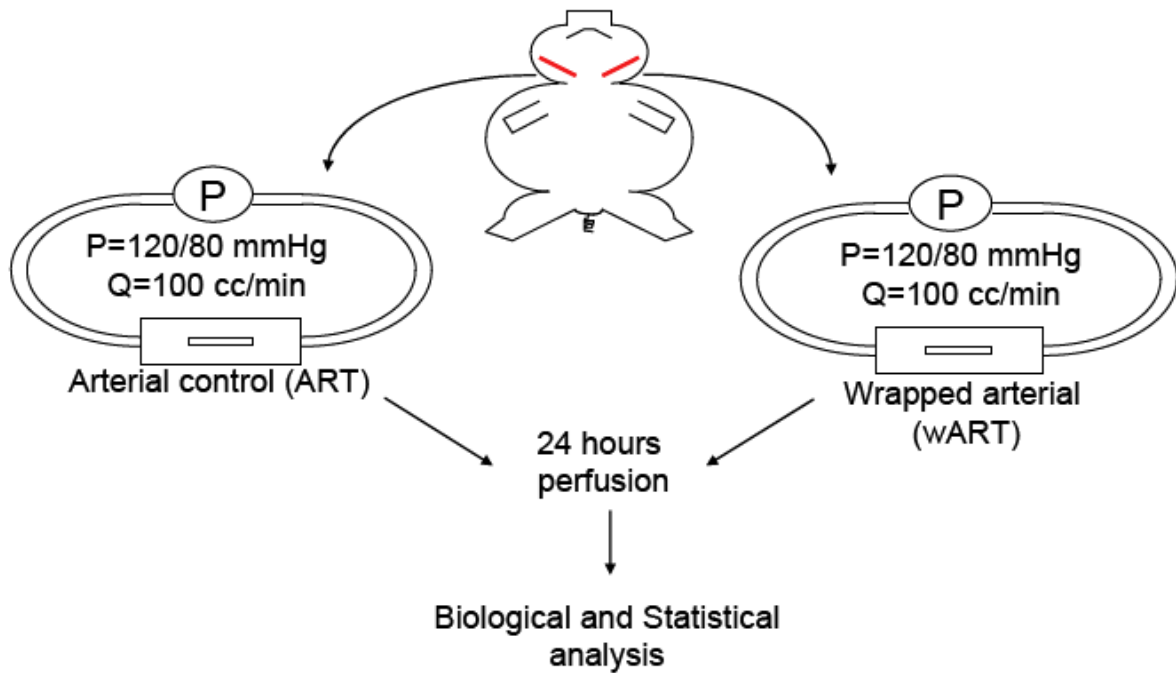 P
P=120/80 mmHg
Q=100 cc/min
Arterial control (ART)
P
P=120/80 mmHg
Q=100 cc/min
Wrapped arterial
(wART)
24 hours
perfusion
Biological and Statistical
analysis